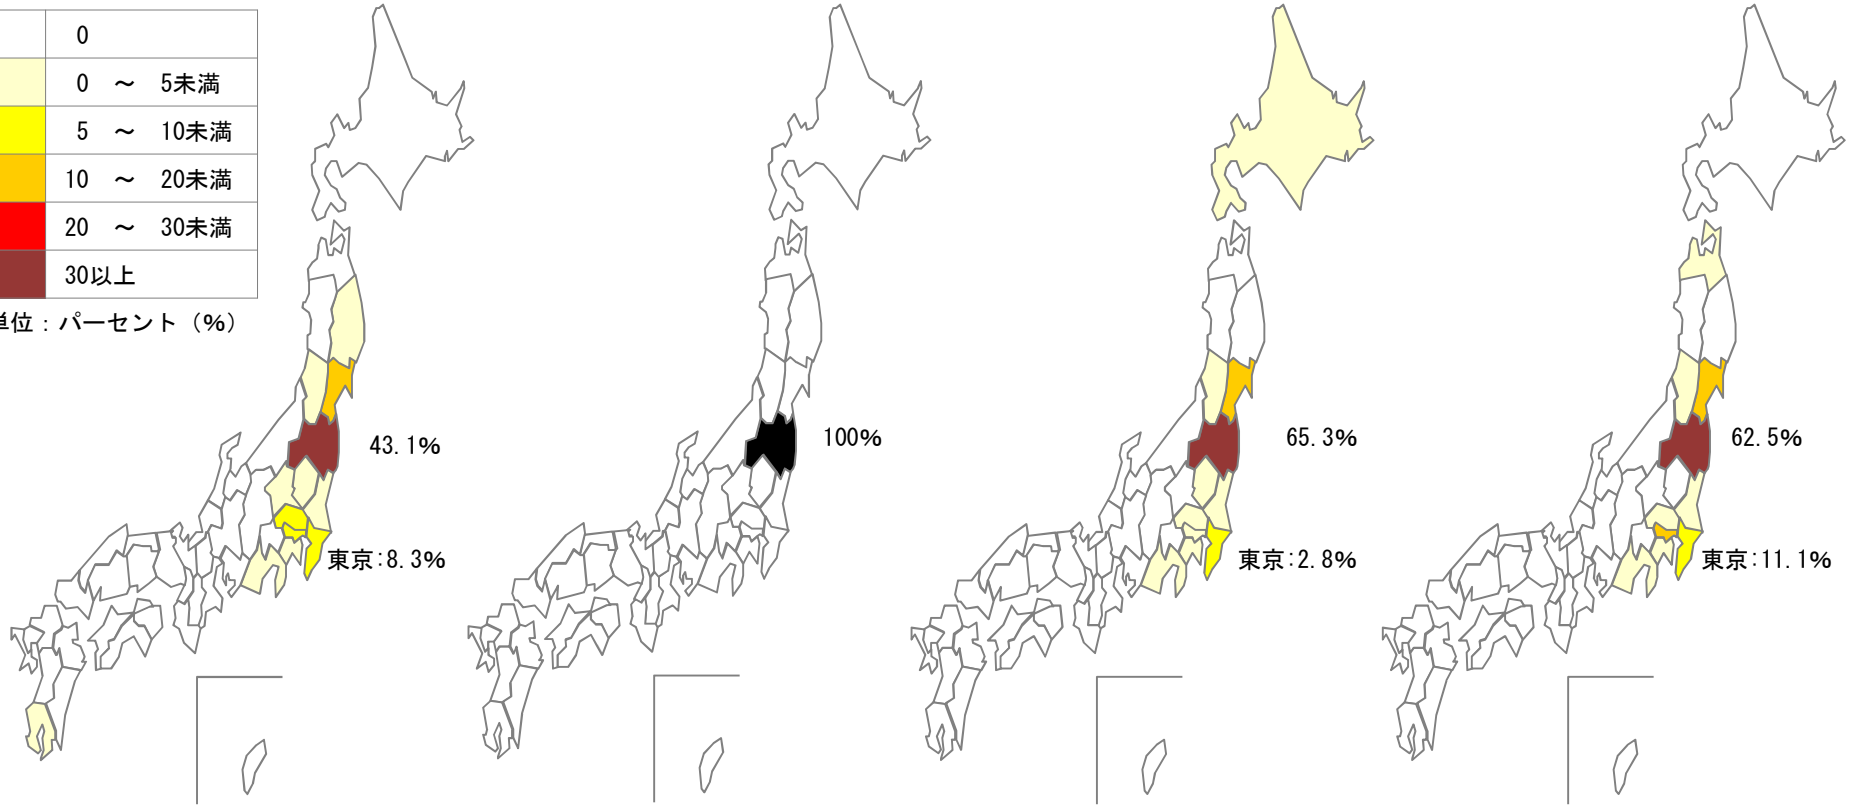 0
0 ～ 5未満
5 ～ 10未満
10 ～ 20未満
20 ～ 30未満
30以上
単位：パーセント（%）
43.1%
東京:8.3%
100%
65.3%
東京:2.8%
62.5%
東京:11.1%